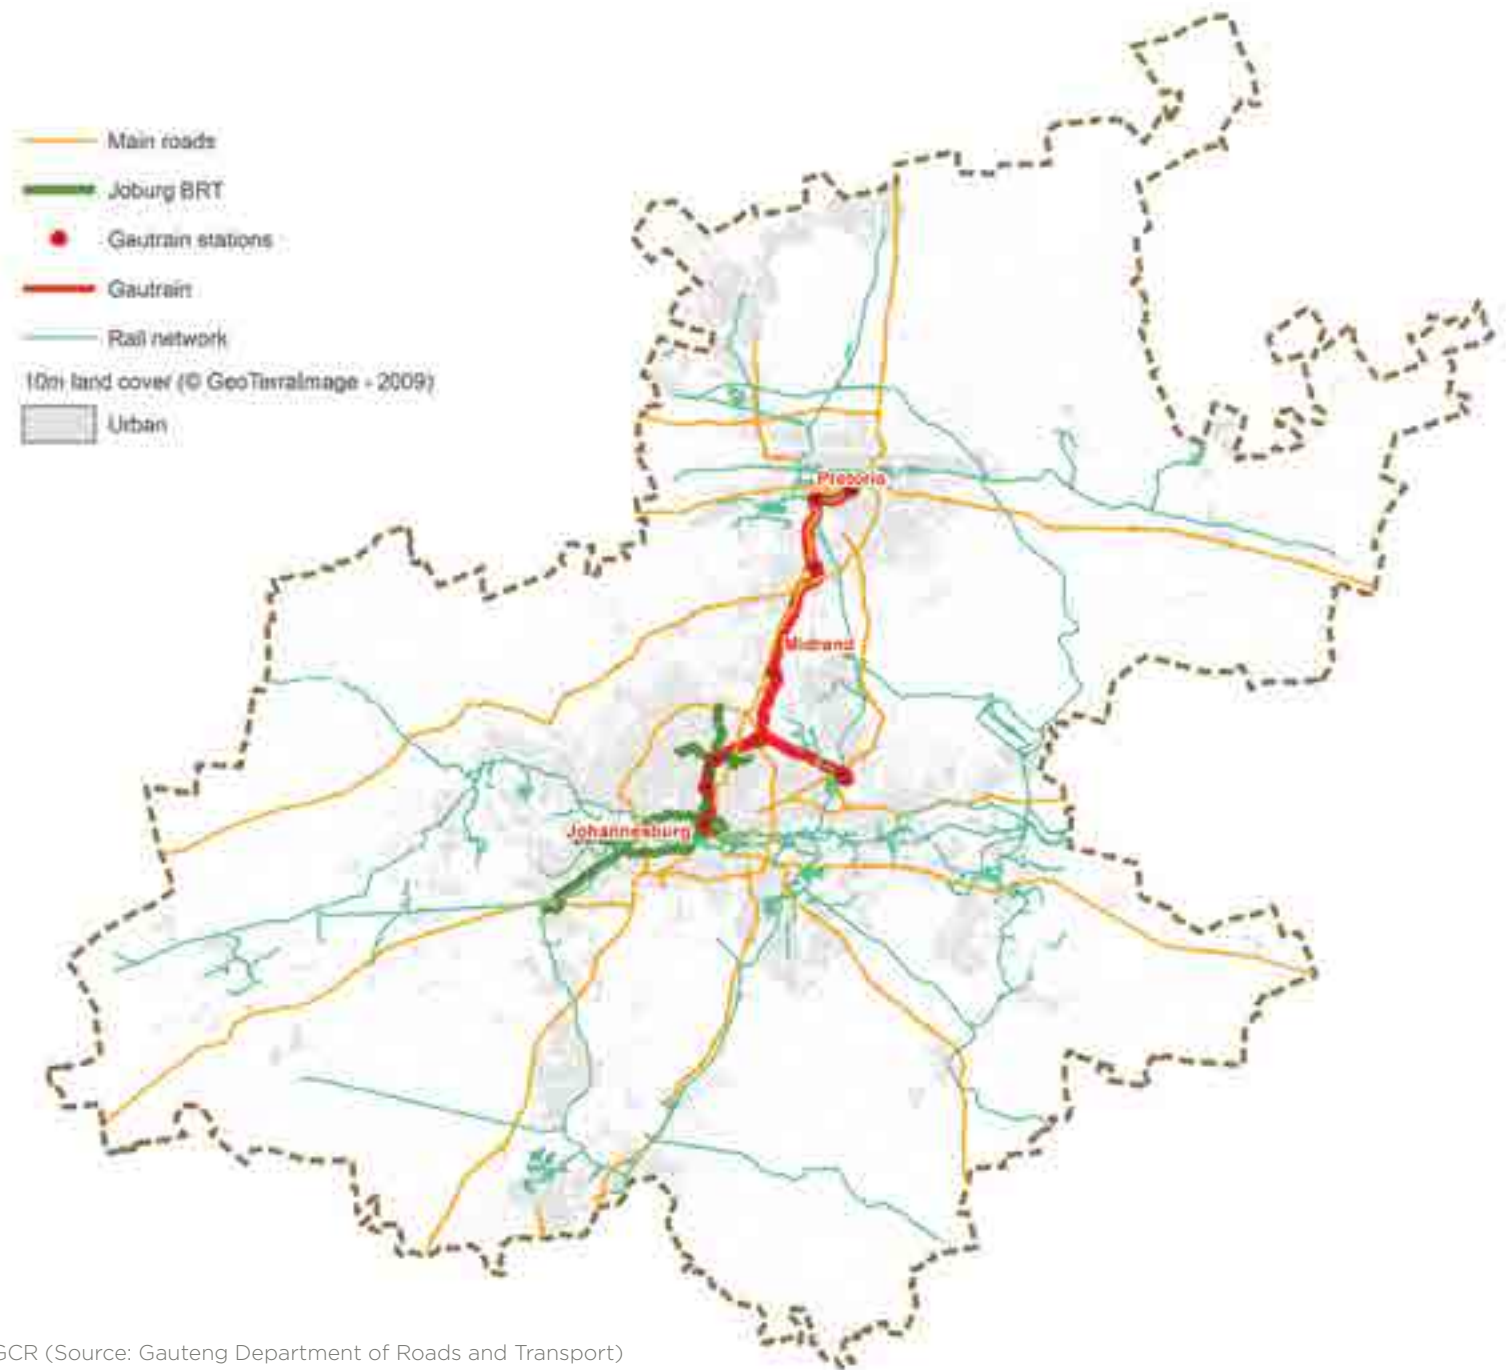 Main roads
Joburg BRT
Gautrain stations
Gautrain
Rail network
10m land cover (© GeoTerraImage - 2009)
Urban
Pretoria
Midrand
Johannesburg
GCR (Source: Gauteng Department of Roads and Transport)